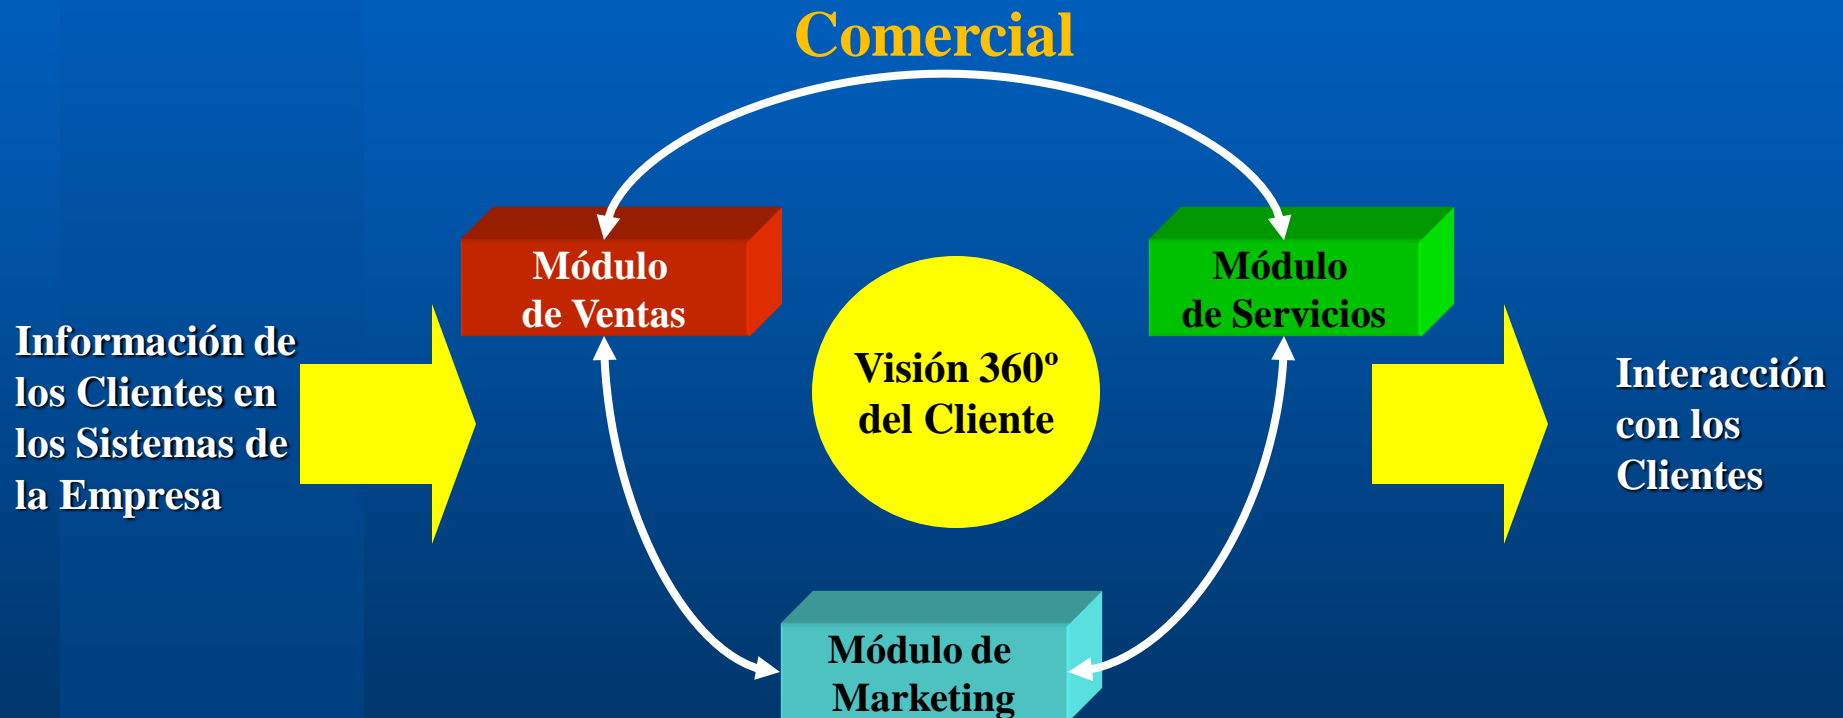 Comercial
Módulo
de Ventas
Módulo
de Servicios
Información de
los Clientes en
los Sistemas de
la Empresa
Visión 360º
del Cliente
Interacción
con los
Clientes
Módulo de
Marketing